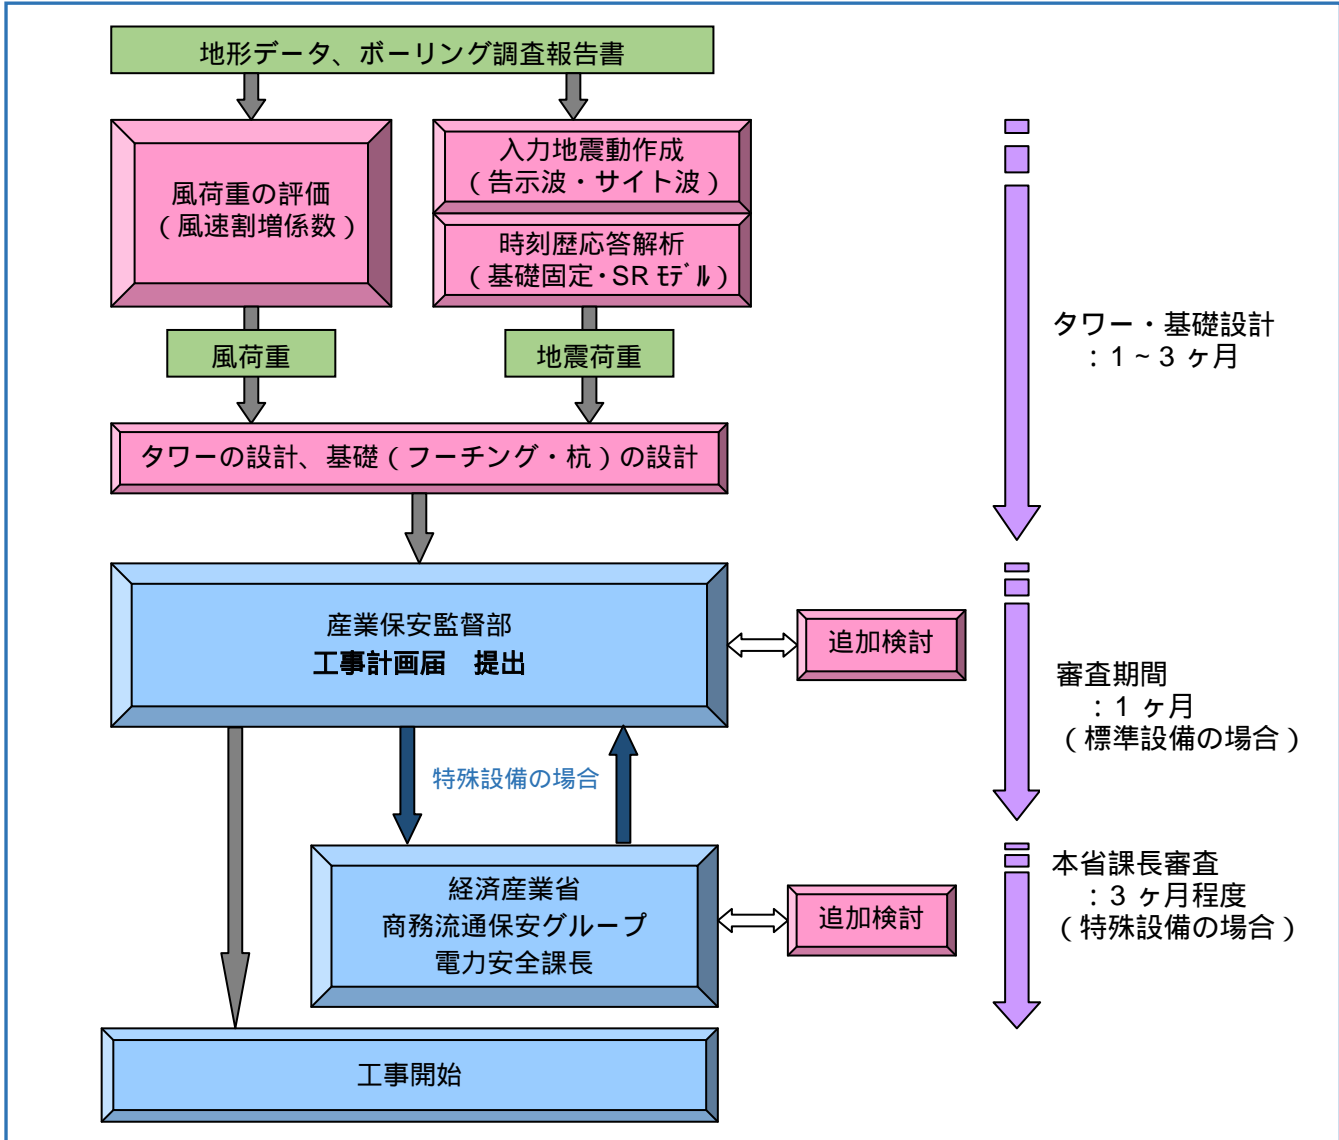 地形データ、ボーリング調査報告書
風荷重の評価
(風速割増係数)
入力地震動作成
(告示波・サイト波)
時刻歴応答解析
(基礎固定・SR ﾓﾃﾞﾙ)
風荷重
地震荷重
タワーの設計、基礎(フーチング・杭)の設計
タワー・基礎設計
:1~3 ヶ月
産業保安監督部
工事計画届 提出
追加検討
審査期間
:1 ヶ月
(標準設備の場合)
特殊設備の場合
経済産業省
商務流通保安グループ
電力安全課長
追加検討
本省課長審査
:3 ヶ月程度
(特殊設備の場合)
工事開始